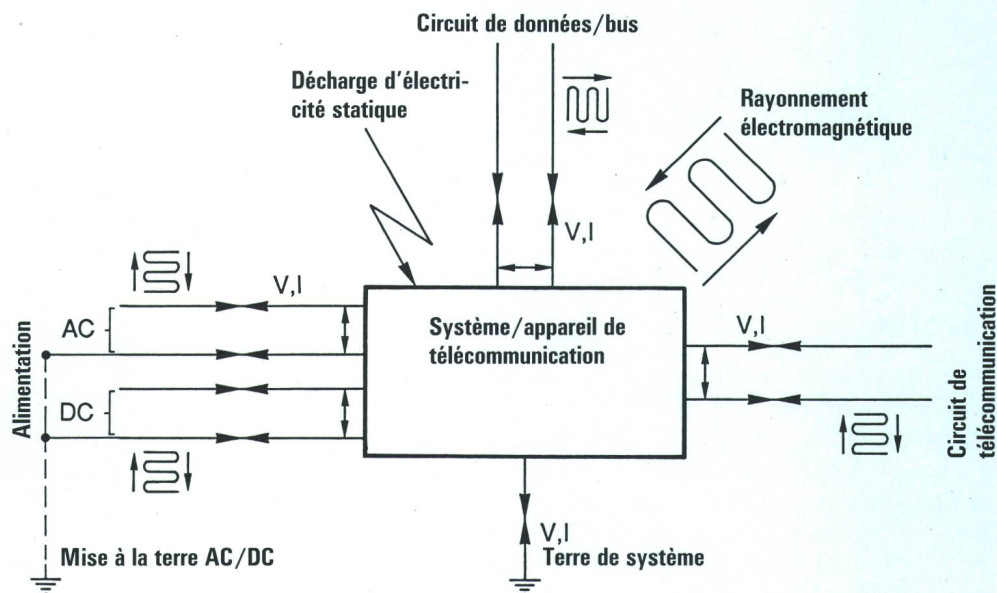 Circuit de données/bus
Décharge d'électri-
cité statique
Rayonnement
électromagnétique
V,I
V,I
AC
DC
Alimentation
Système/appareil de
télécommunication
V,I
Circuit de
télécommunication
V,I
Mise à la terre AC/DC
Terre de système